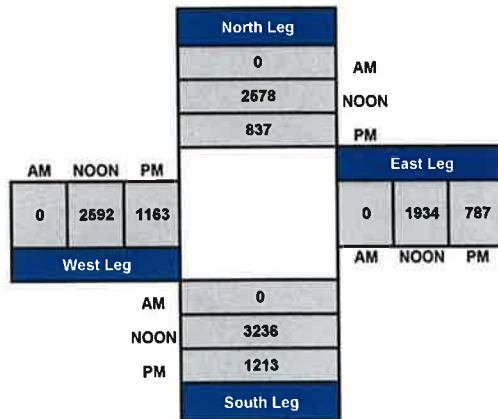 North Leg
0 AM
2578 NOON
837 PM
AM NOON PM
East Leg
0 2592 1163
0 1934 787
West Leg
AM NOON PM
AM 0
NOON 3236
PM 1213
South Leg